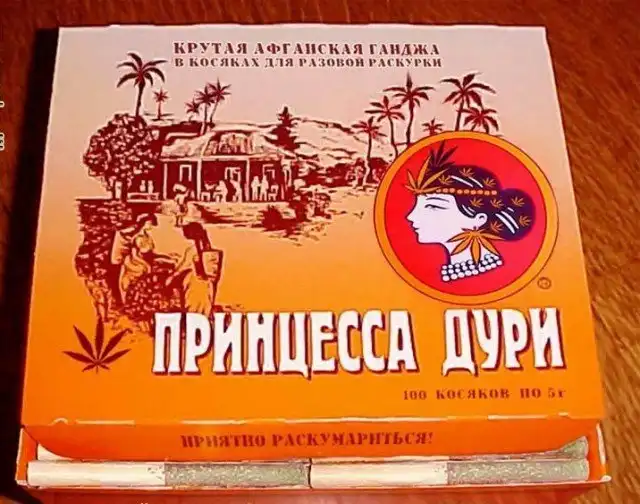 КРУТАЯ АФГАНСКАЯ ГАНДЖА
В КОСЯКАХ ДЛЯ РАЗОВОЙ РАСКУРКИ
ПРИНЦЕССА ДУРИ
100 КОСЯКОВ ПО 5г
ПРИЯТНО РАСКУМАРИТЬСЯ!